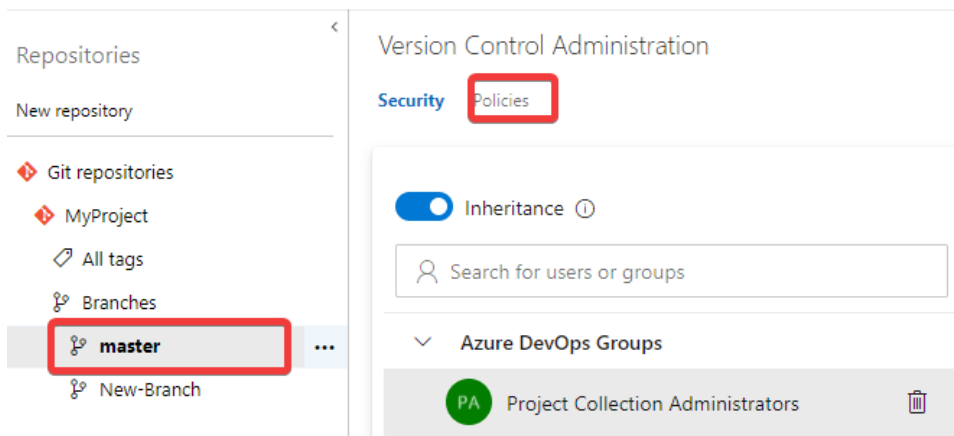 Repositories
New repository
Git repositories
MyProject
All tags
Branches
master
New-Branch
Version Control Administration
Security Policies
Inheritance
Search for users or groups
Azure DevOps Groups
PA Project Collection Administrators